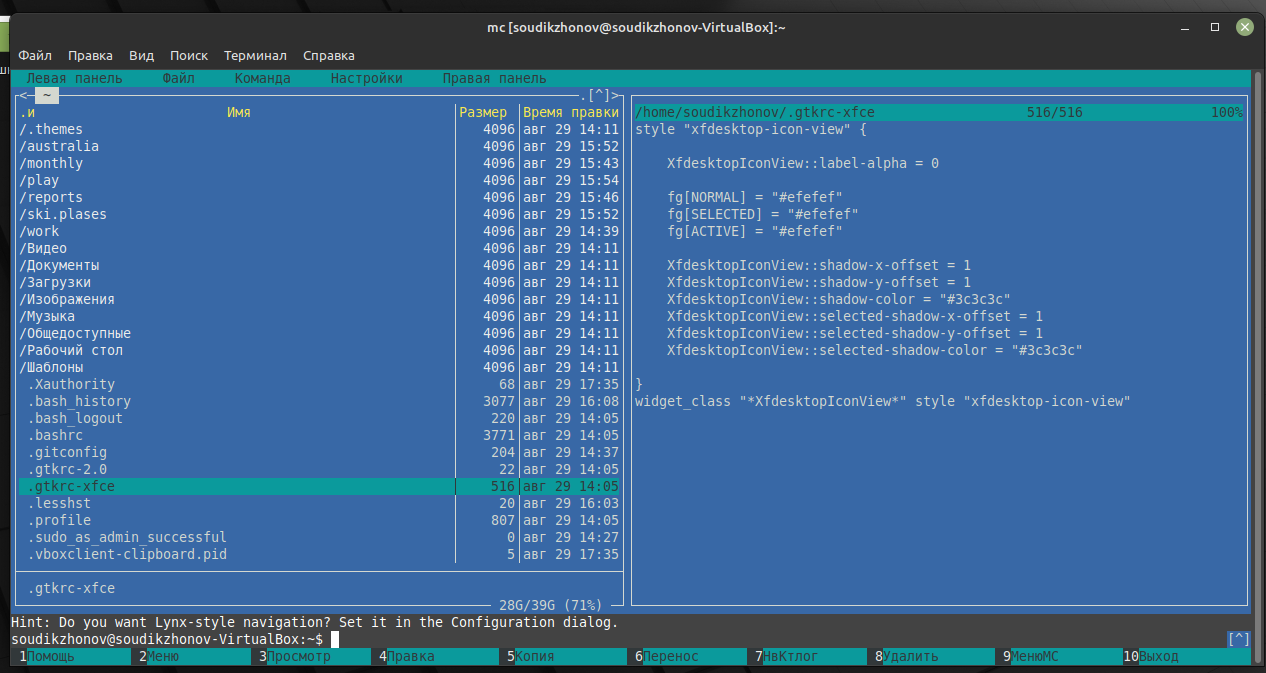 mc [soudikzhonov@soudikzhonov-VirtualBox]:~
Файл Правка Вид Поиск Терминал Справка
Левая панель Файл Команда Настройки Правая панель
<─ ~ ─.[^]>
.и Имя Размер Время правки
/.themes 4096 авг 29 14:11
/australia 4096 авг 29 15:52
/monthly 4096 авг 29 15:43
/play 4096 авг 29 15:54
/reports 4096 авг 29 15:46
/ski.plases 4096 авг 29 15:52
/work 4096 авг 29 14:39
/Видео 4096 авг 29 14:11
/Документы 4096 авг 29 14:11
/Загрузки 4096 авг 29 14:11
/Изображения 4096 авг 29 14:11
/Музыка 4096 авг 29 14:11
/Общедоступные 4096 авг 29 14:11
/Рабочий стол 4096 авг 29 14:11
/Шаблоны 4096 авг 29 14:11
.Xauthority 68 авг 29 17:35
.bash_history 3077 авг 29 16:08
.bash_logout 220 авг 29 14:05
.bashrc 3771 авг 29 14:05
.gitconfig 204 авг 29 14:37
.gtkrc-2.0 22 авг 29 14:05
.gtkrc-xfce 516 авг 29 14:05
.lesshst 20 авг 29 16:03
.profile 807 авг 29 14:05
.sudo_as_admin_successful 0 авг 29 14:27
.vboxclient-clipboard.pid 5 авг 29 17:35
.gtkrc-xfce
28G/39G (71%)
/home/soudikzhonov/.gtkrc-xfce 516/516 100%
style "xfdesktop-icon-view" {
XfdesktopIconView::label-alpha = 0
fg[NORMAL] = "#efefef"
fg[SELECTED] = "#efefef"
fg[ACTIVE] = "#efefef"
XfdesktopIconView::shadow-x-offset = 1
XfdesktopIconView::shadow-y-offset = 1
XfdesktopIconView::shadow-color = "#3c3c3c"
XfdesktopIconView::selected-shadow-x-offset = 1
XfdesktopIconView::selected-shadow-y-offset = 1
XfdesktopIconView::selected-shadow-color = "#3c3c3c"
}
widget_class "*XfdesktopIconView*" style "xfdesktop-icon-view"
Hint: Do you want Lynx-style navigation? Set it in the Configuration dialog.
soudikzhonov@soudikzhonov-VirtualBox:~$ [^]
1Помощь 2Меню 3Просмотр 4Правка 5Копия 6Перенос 7НвКтлог 8Удалить 9МенюMC 10Выход